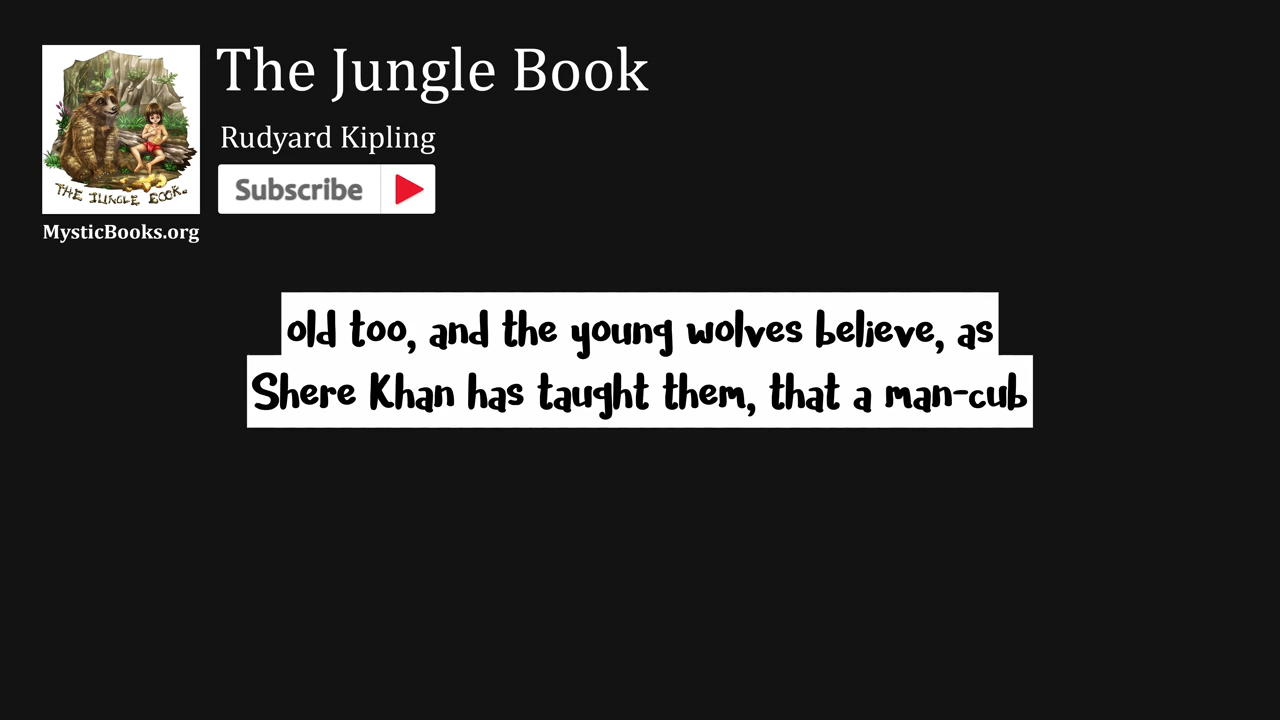 The Jungle Book
Rudyard Kipling
Subscribe
THE JUNGLE BOOK.
MysticBooks.org
old too, and the young wolves believe, as
Shere Khan has taught them, that a man-cub